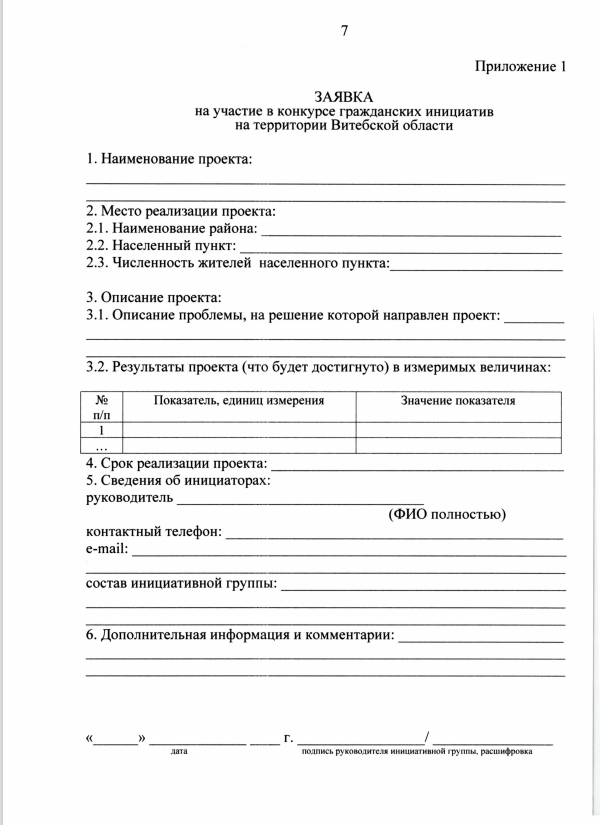 7
Приложение 1
ЗАЯВКА
на участие в конкурсе гражданских инициатив
на территории Витебской области
1. Наименование проекта:
2. Место реализации проекта:
2.1. Наименование района:
2.2. Населенный пункт:
2.3. Численность жителей населенного пункта:
3. Описание проекта:
3.1. Описание проблемы, на решение которой направлен проект:
3.2. Результаты проекта (что будет достигнуто) в измеримых величинах:
№ п/п Показатель, единиц измерения Значение показателя
1
...
4. Срок реализации проекта:
5. Сведения об инициаторах:
руководитель
(ФИО полностью)
контактный телефон:
e-mail:
состав инициативной группы:
6. Дополнительная информация и комментарии:
« » г. /
дата подпись руководителя инициативной группы, расшифровка